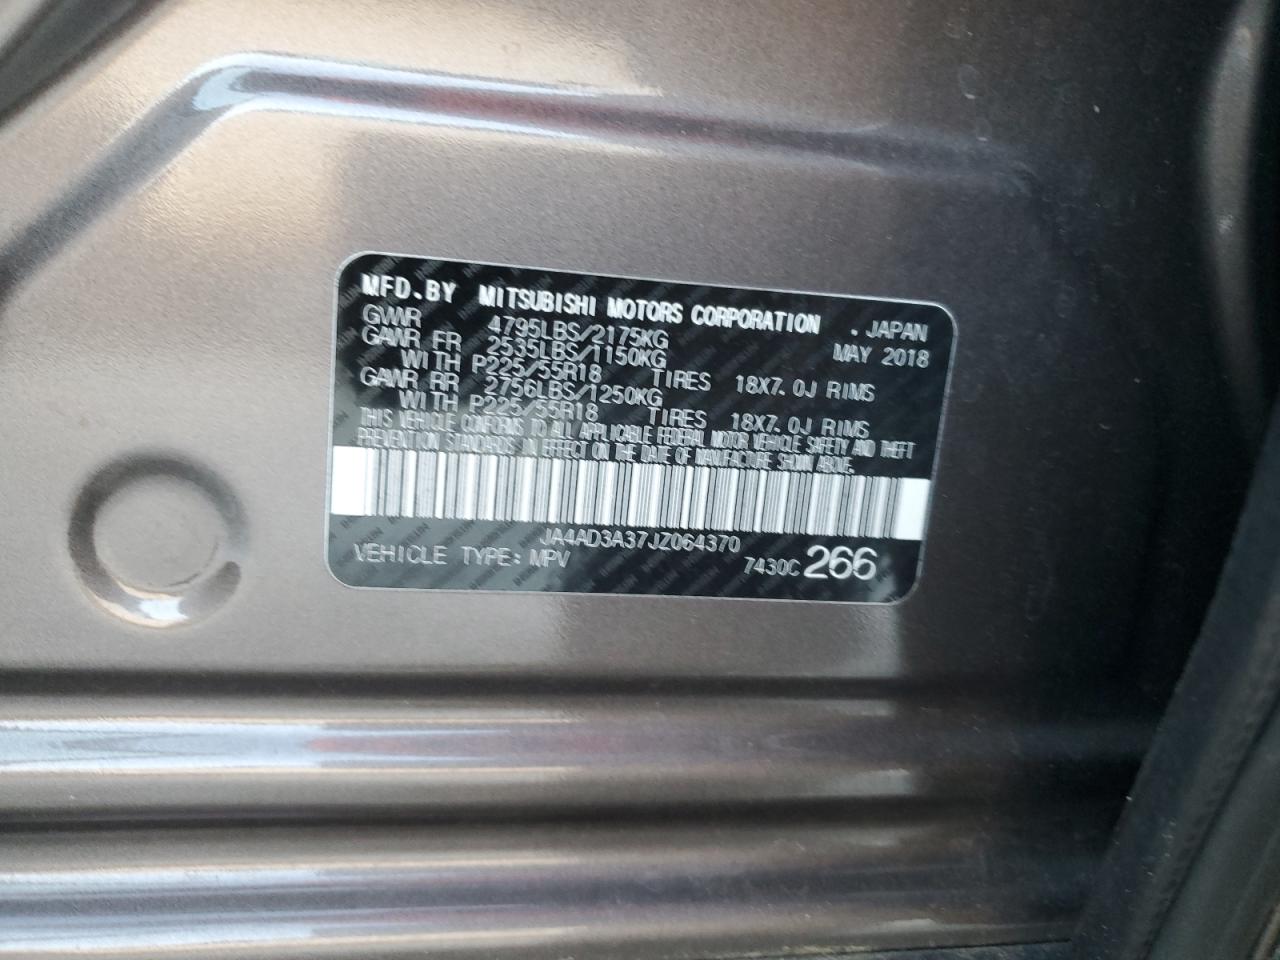 MFD.BY MITSUBISHI MOTORS CORPORATION . JAPAN
GVWR 4795LBS/2175KG MAY 2018
GAWR FR 2535LBS/1150KG
WITH P225/55R18 TIRES 18X7.0J RIMS
GAWR RR 2756LBS/1250KG
WITH P225/55R18 TIRES 18X7.0J RIMS
THIS VEHICLE CONFORMS TO ALL APPLICABLE FEDERAL MOTOR VEHICLE SAFETY AND THEFT
PREVENTION STANDARDS IN EFFECT ON THE DATE OF MANUFACTURE SHOWN ABOVE.
JA4AD3A37JZ064370
VEHICLE TYPE: MPV 7430C 266